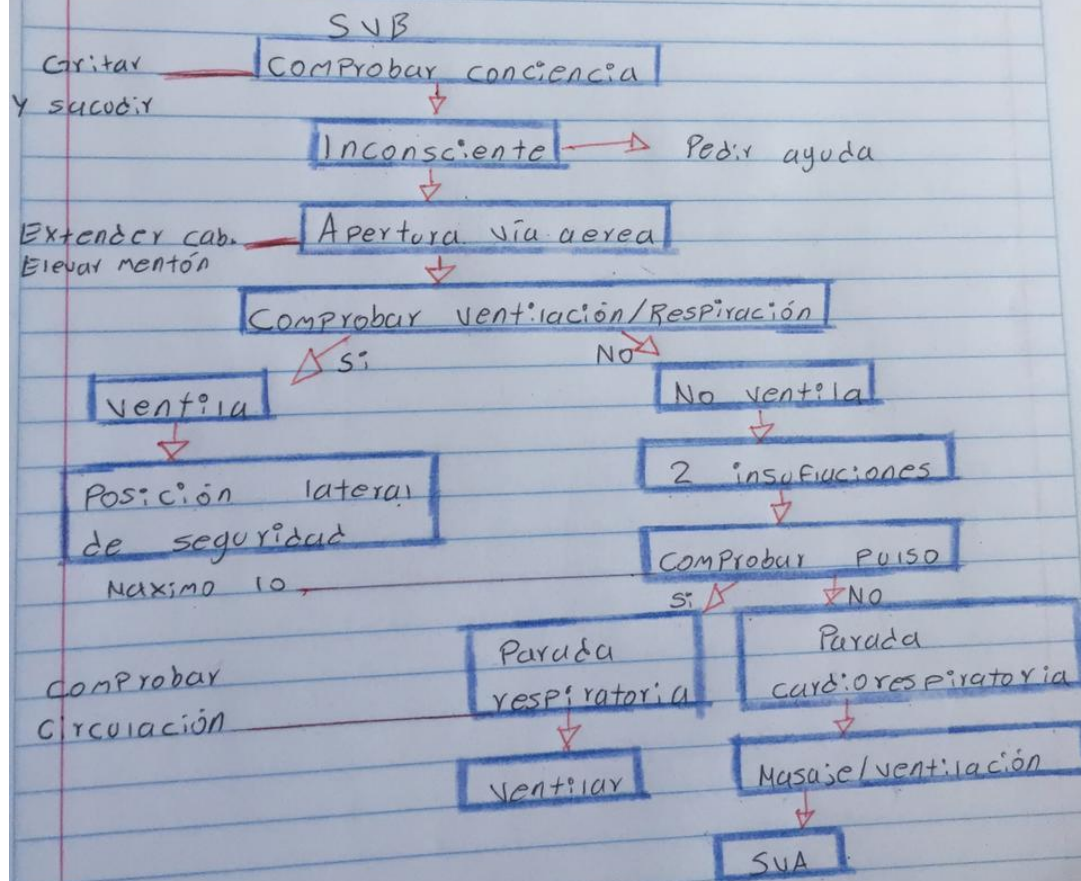 SVB
Gritar
Comprobar conciencia
y sucudir
Inconsciente
Pedir ayuda
Extender cab.
Apertura vía aerea
Elevar mentón
Comprobar ventilación/Respiración
Si
No
Ventila
No ventila
Posición lateral
de seguridad
2 insuflaciones
Comprobar Pulso
Maximo 10
Si
NO
Parada
respiratoria
Parada
cardiorespiratoria
Comprobar
Circulación
Ventilar
Masaje/ventilación
SVA